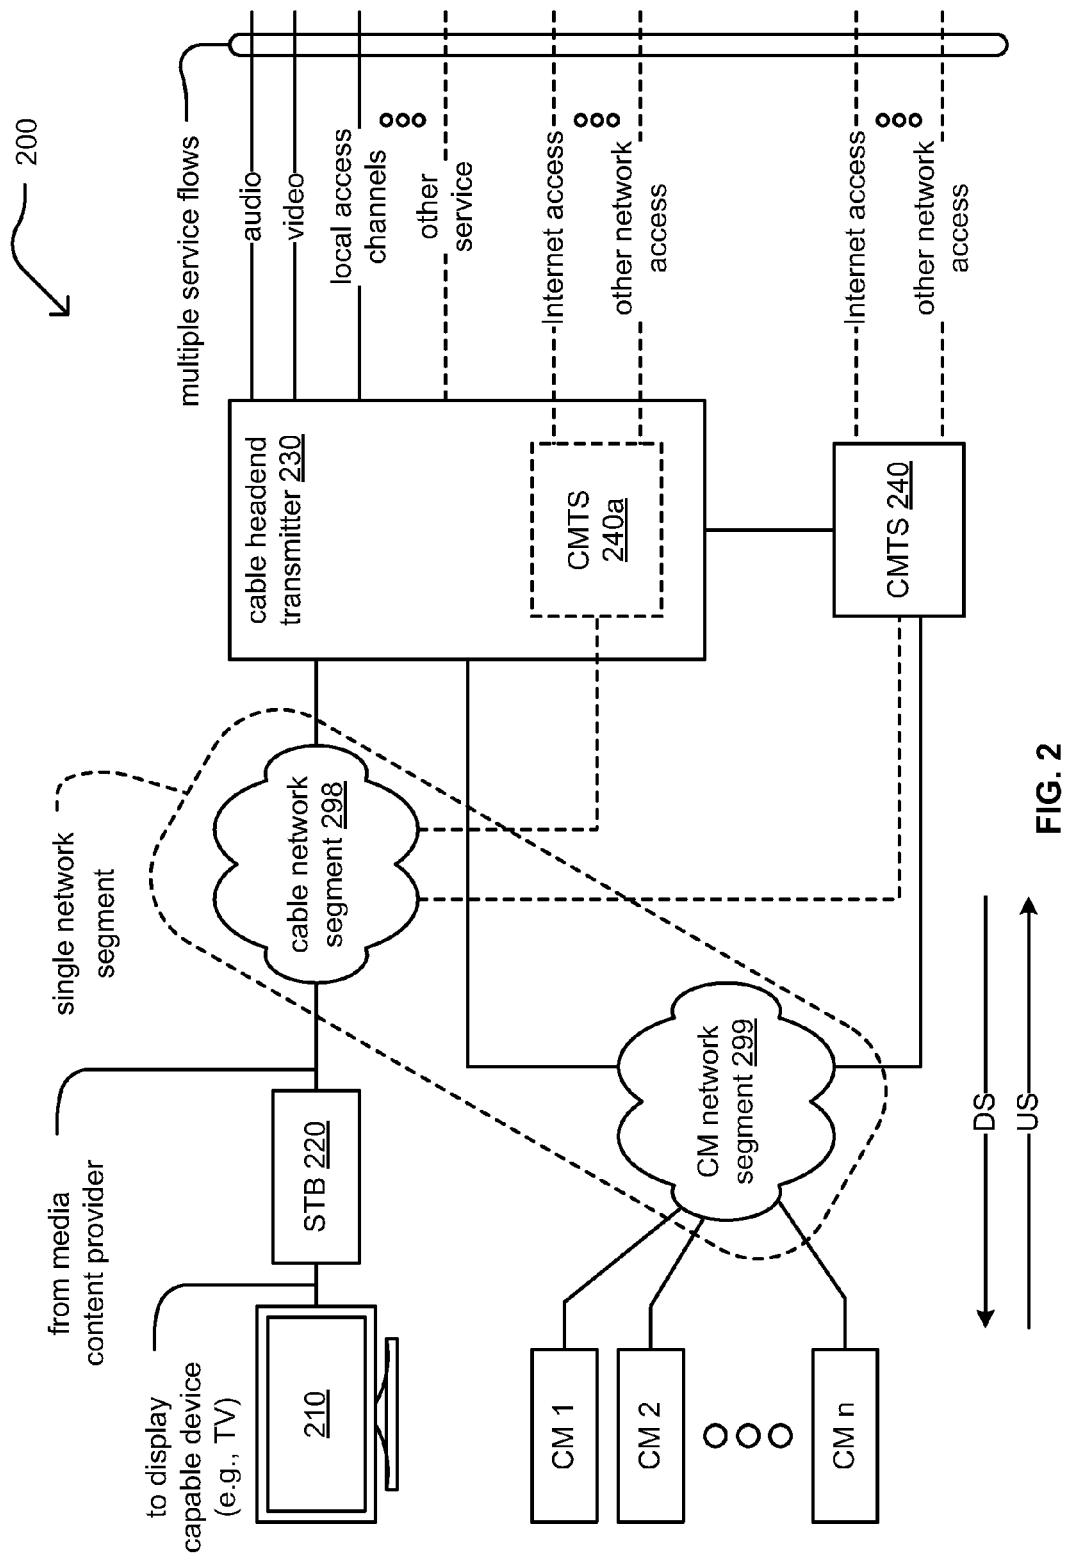 200
multiple service flows
audio
video
local access
channels
other
service
Internet access
other network
access
Internet access
other network
access
cable headend
transmitter 230
CMTS
240a
CMTS 240
single network
segment
cable network
segment 298
CM network
segment 299
from media
content provider
STB 220
to display
capable device
(e.g., TV)
210
CM 1
CM 2
CM n
DS
US
FIG. 2